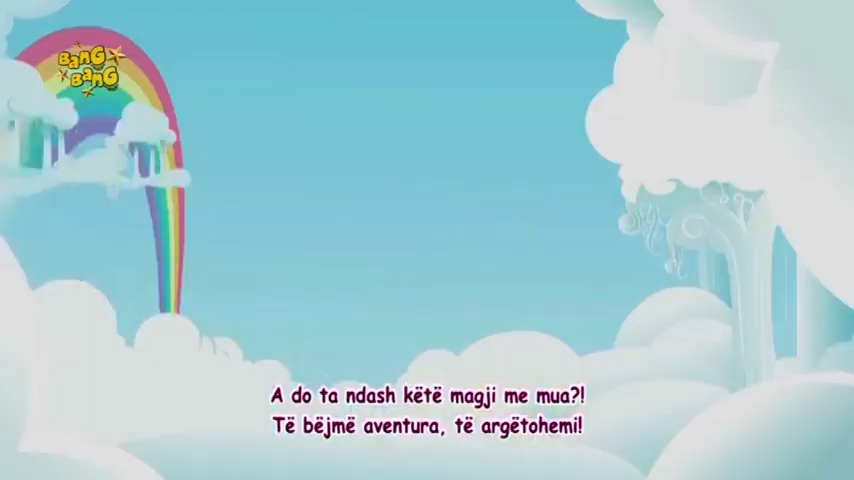 BanG
BanG
A do ta ndash këtë magji me mua?!
Të bëjmë aventura, të argëtohemi!